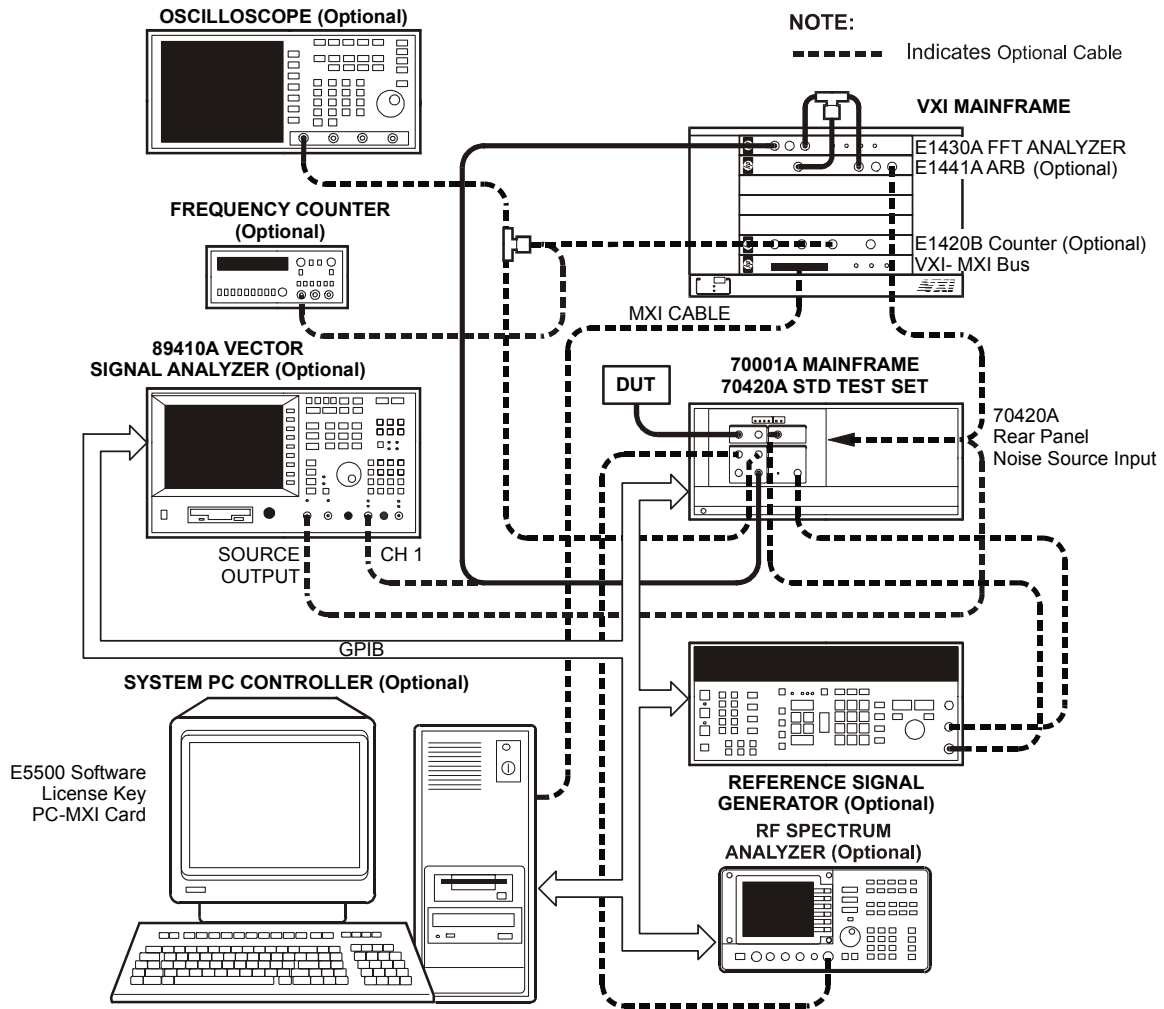 OSCILLOSCOPE (Optional)
NOTE:
Indicates Optional Cable
VXI MAINFRAME
E1430A FFT ANALYZER
E1441A ARB (Optional)
FREQUENCY COUNTER
(Optional)
E1420B Counter (Optional)
VXI- MXI Bus
VXI
MXI CABLE
89410A VECTOR
SIGNAL ANALYZER (Optional)
70001A MAINFRAME
70420A STD TEST SET
DUT
70420A
Rear Panel
Noise Source Input
SOURCE
OUTPUT
CH 1
GPIB
SYSTEM PC CONTROLLER (Optional)
E5500 Software
License Key
PC-MXI Card
REFERENCE SIGNAL
GENERATOR (Optional)
RF SPECTRUM
ANALYZER (Optional)